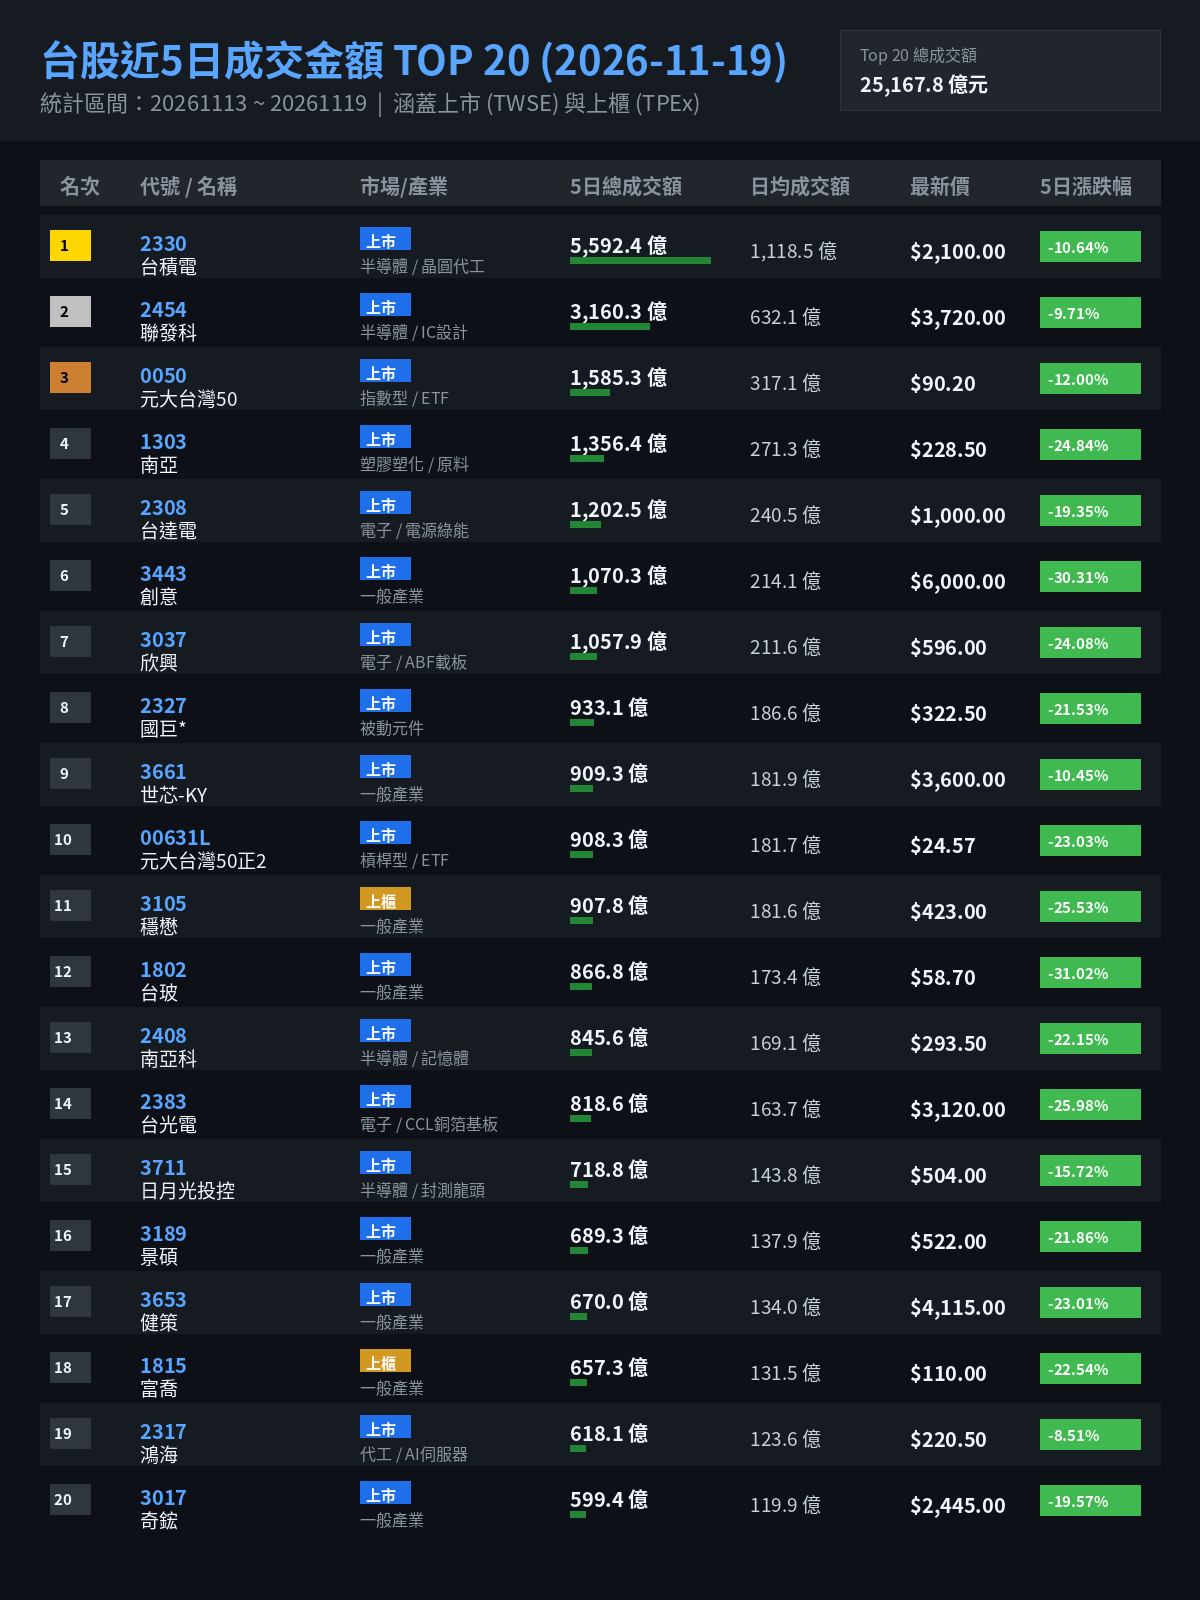 台股近5日成交金額 TOP 20 (2026-11-19)
統計區間：20261113 ~ 20261119 | 涵蓋上市 (TWSE) 與上櫃 (TPEx)
Top 20 總成交額
25,167.8 億元
名次 代號 / 名稱 市場/產業 5日總成交額 日均成交額 最新價 5日漲跌幅
1 2330 上市 5,592.4 億 1,118.5 億 $2,100.00 -10.64%
台積電 半導體 / 晶圓代工
2 2454 上市 3,160.3 億 632.1 億 $3,720.00 -9.71%
聯發科 半導體 / IC設計
3 0050 上市 1,585.3 億 317.1 億 $90.20 -12.00%
元大台灣50 指數型 / ETF
4 1303 上市 1,356.4 億 271.3 億 $228.50 -24.84%
南亞 塑膠塑化 / 原料
5 2308 上市 1,202.5 億 240.5 億 $1,000.00 -19.35%
台達電 電子 / 電源綠能
6 3443 上市 1,070.3 億 214.1 億 $6,000.00 -30.31%
創意 一般產業
7 3037 上市 1,057.9 億 211.6 億 $596.00 -24.08%
欣興 電子 / ABF載板
8 2327 上市 933.1 億 186.6 億 $322.50 -21.53%
國巨* 被動元件
9 3661 上市 909.3 億 181.9 億 $3,600.00 -10.45%
世芯-KY 一般產業
10 00631L 上市 908.3 億 181.7 億 $24.57 -23.03%
元大台灣50正2 槓桿型 / ETF
11 3105 上櫃 907.8 億 181.6 億 $423.00 -25.53%
穩懋 一般產業
12 1802 上市 866.8 億 173.4 億 $58.70 -31.02%
台玻 一般產業
13 2408 上市 845.6 億 169.1 億 $293.50 -22.15%
南亞科 半導體 / 記憶體
14 2383 上市 818.6 億 163.7 億 $3,120.00 -25.98%
台光電 電子 / CCL銅箔基板
15 3711 上市 718.8 億 143.8 億 $504.00 -15.72%
日月光投控 半導體 / 封測龍頭
16 3189 上市 689.3 億 137.9 億 $522.00 -21.86%
景碩 一般產業
17 3653 上市 670.0 億 134.0 億 $4,115.00 -23.01%
健策 一般產業
18 1815 上櫃 657.3 億 131.5 億 $110.00 -22.54%
富喬 一般產業
19 2317 上市 618.1 億 123.6 億 $220.50 -8.51%
鴻海 代工 / AI伺服器
20 3017 上市 599.4 億 119.9 億 $2,445.00 -19.57%
奇鋐 一般產業